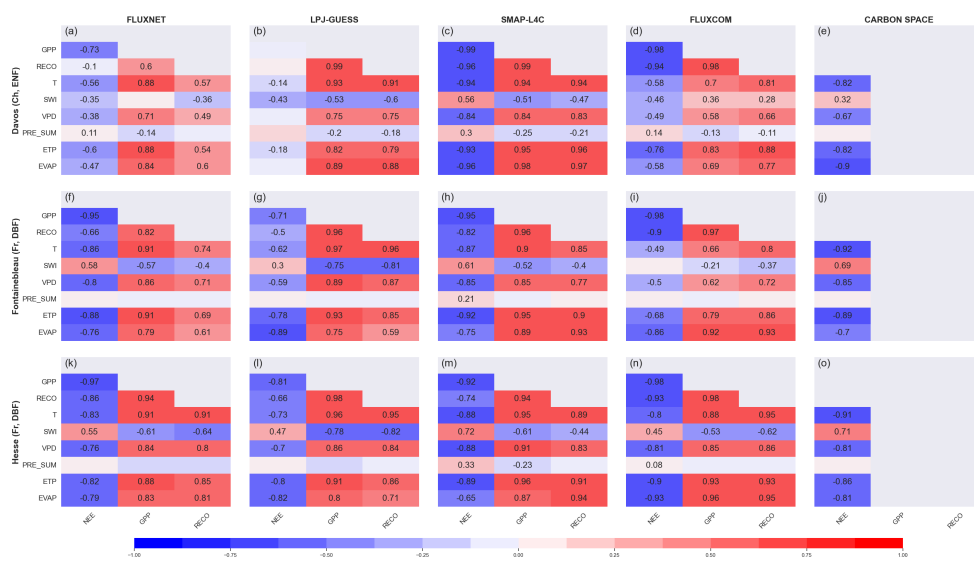 FLUXNET LPJ-GUESS SMAP-L4C FLUXCOM CARBON SPACE
Davos (Ch, ENF)
(a) (b) (c) (d) (e)
GPP -0.73 -0.99 -0.98
RECO -0.1 0.6 0.99 -0.96 0.99 -0.94 0.98
T -0.56 0.88 0.57 -0.14 0.93 0.91 -0.94 0.94 0.94 -0.58 0.7 0.81 -0.82
SWI -0.35 -0.36 -0.43 -0.53 -0.6 0.56 -0.51 -0.47 -0.46 0.36 0.28 0.32
VPD -0.38 0.71 0.49 0.75 0.75 -0.84 0.84 0.83 -0.49 0.58 0.66 -0.67
PRE_SUM 0.11 -0.14 -0.2 -0.18 0.3 -0.25 -0.21 0.14 -0.13 -0.11
ETP -0.6 0.88 0.54 -0.18 0.82 0.79 -0.93 0.95 0.96 -0.76 0.83 0.88 -0.82
EVAP -0.47 0.84 0.6 0.89 0.88 -0.96 0.98 0.97 -0.58 0.69 0.77 -0.9
Fontainebleau (Fr, DBF)
(f) (g) (h) (i) (j)
GPP -0.95 -0.71 -0.95 -0.98
RECO -0.66 0.82 -0.5 0.96 -0.82 0.96 -0.9 0.97
T -0.86 0.91 0.74 -0.62 0.97 0.96 -0.87 0.9 0.85 -0.49 0.66 0.8 -0.92
SWI 0.58 -0.57 -0.4 0.3 -0.75 -0.81 0.61 -0.52 -0.4 -0.21 -0.37 0.69
VPD -0.8 0.86 0.71 -0.59 0.89 0.87 -0.85 0.85 0.77 -0.5 0.62 0.72 -0.85
PRE_SUM 0.21
ETP -0.88 0.91 0.69 -0.78 0.93 0.85 -0.92 0.95 0.9 -0.68 0.79 0.86 -0.89
EVAP -0.76 0.79 0.61 -0.89 0.75 0.59 -0.75 0.89 0.93 -0.86 0.92 0.93 -0.7
Hesse (Fr, DBF)
(k) (l) (m) (n) (o)
GPP -0.97 -0.81 -0.92 -0.98
RECO -0.86 0.94 -0.66 0.98 -0.74 0.94 -0.93 0.98
T -0.83 0.91 0.91 -0.73 0.96 0.95 -0.88 0.95 0.89 -0.8 0.88 0.95 -0.91
SWI 0.55 -0.61 -0.64 0.47 -0.78 -0.82 0.72 -0.61 -0.44 0.45 -0.53 -0.62 0.71
VPD -0.76 0.84 0.8 -0.7 0.86 0.84 -0.88 0.91 0.83 -0.81 0.85 0.86 -0.81
PRE_SUM 0.33 -0.23 0.08
ETP -0.82 0.88 0.85 -0.8 0.91 0.86 -0.89 0.96 0.91 -0.9 0.93 0.93 -0.86
EVAP -0.79 0.83 0.81 -0.82 0.8 0.71 -0.65 0.87 0.94 -0.93 0.96 0.95 -0.81
NEE GPP RECO NEE GPP RECO NEE GPP RECO NEE GPP RECO NEE GPP RECO
-1.00 -0.75 -0.50 -0.25 0.00 0.25 0.50 0.75 1.00